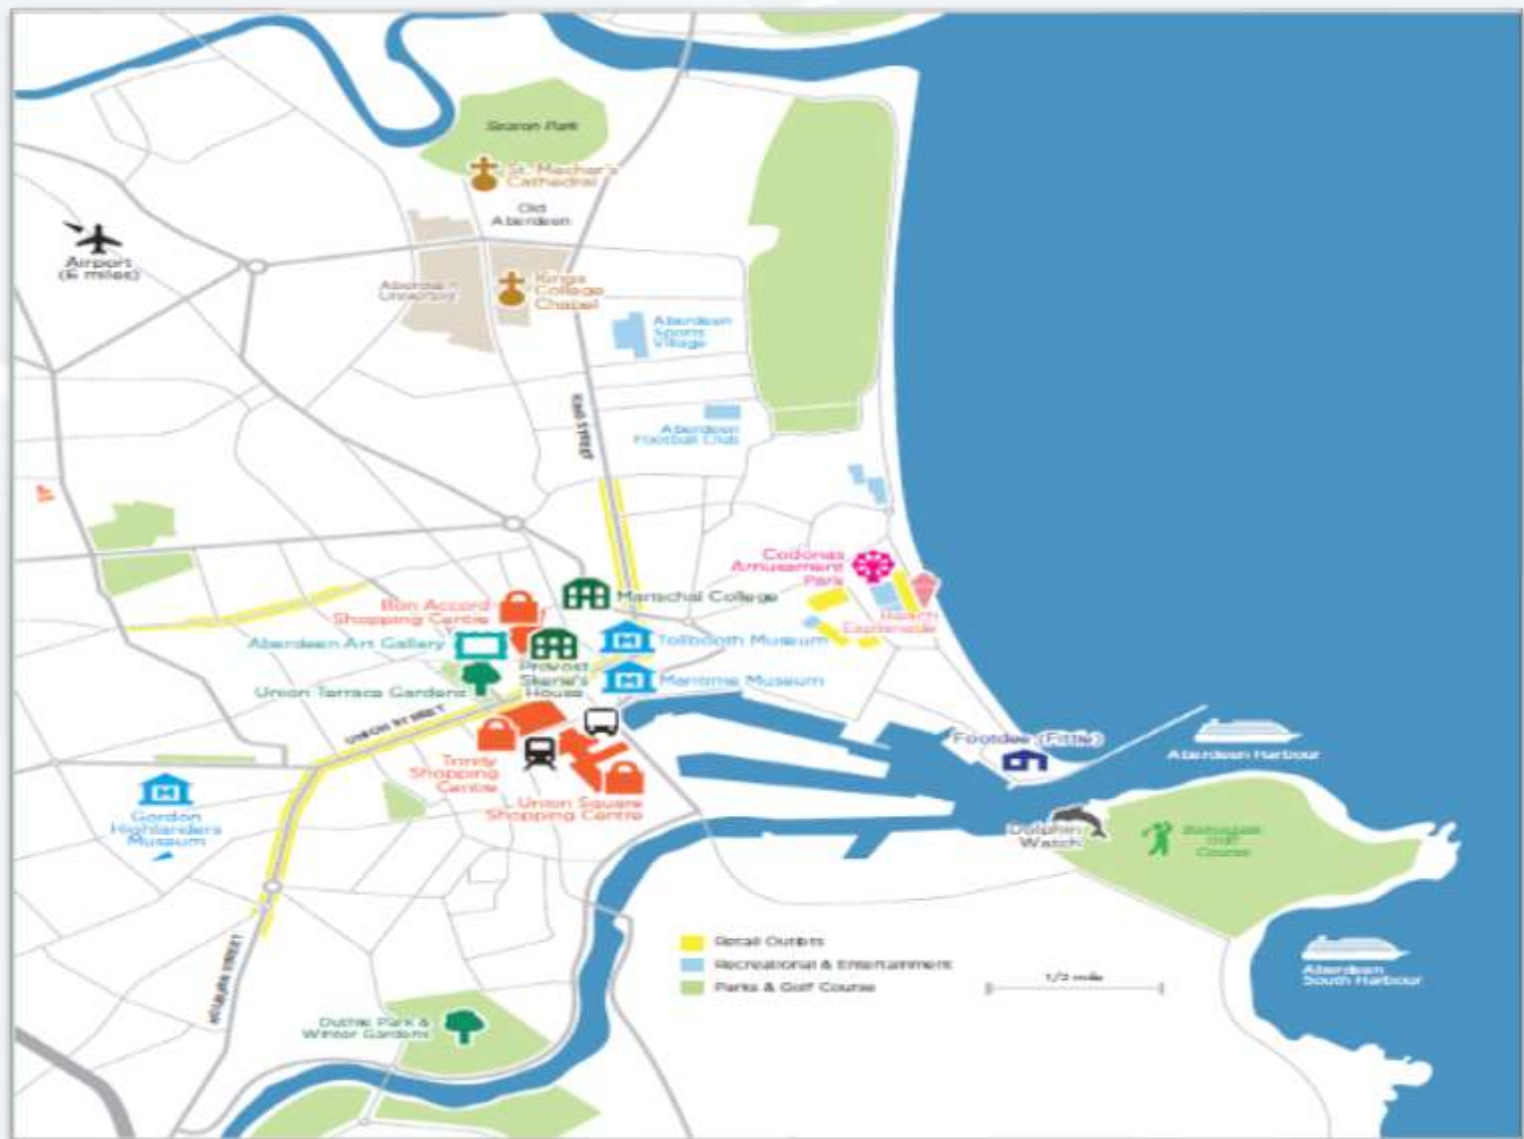 Seaton Park
St. Machar's
Cathedral
Old
Aberdeen
Airport
(6 miles)
Aberdeen
University
Kings
College
Chapel
Aberdeen
Sports
Village
KING STREET
Aberdeen
Football Club
Codonas
Amusement
Park
Beach
Esplanade
Bon Accord
Shopping Centre
Marischal College
Aberdeen Art Gallery
Tollbooth Museum
Provost
Skene's
House
Union Terrace Gardens
Maritime Museum
UNION STREET
Footdee (Fittie)
Aberdeen Harbour
Trinity
Shopping
Centre
Union Square
Shopping Centre
Gordon
Highlanders
Museum
Dolphin
Watch
Golf
Course
Retail Outlets
Recreational & Entertainment
Parks & Golf Course
1/2 mile
Aberdeen
South Harbour
Duthie Park &
Winter Gardens